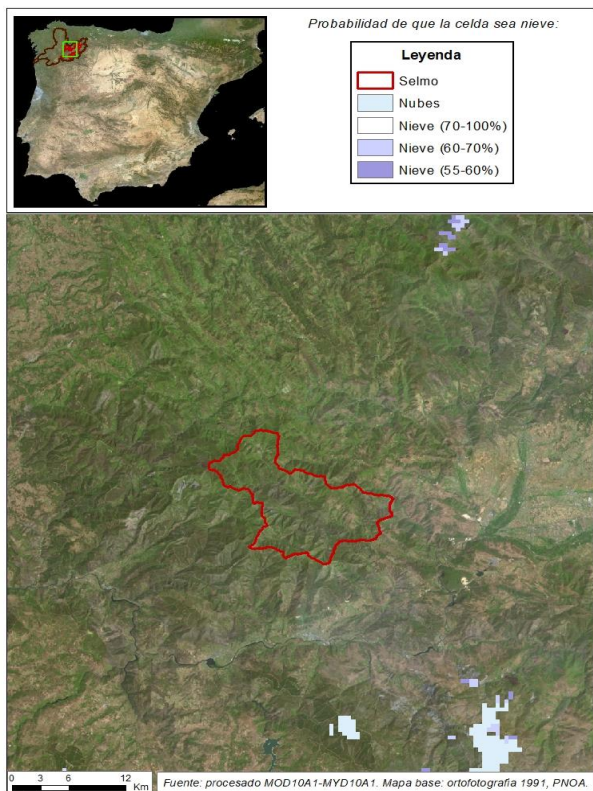 Probabilidad de que la celda sea nieve:
Leyenda
Selmo
Nubes
Nieve (70-100%)
Nieve (60-70%)
Nieve (55-60%)
0 3 6 12
Km
Fuente: procesado MOD10A1-MYD10A1. Mapa base: ortofotografia 1991, PNOA.